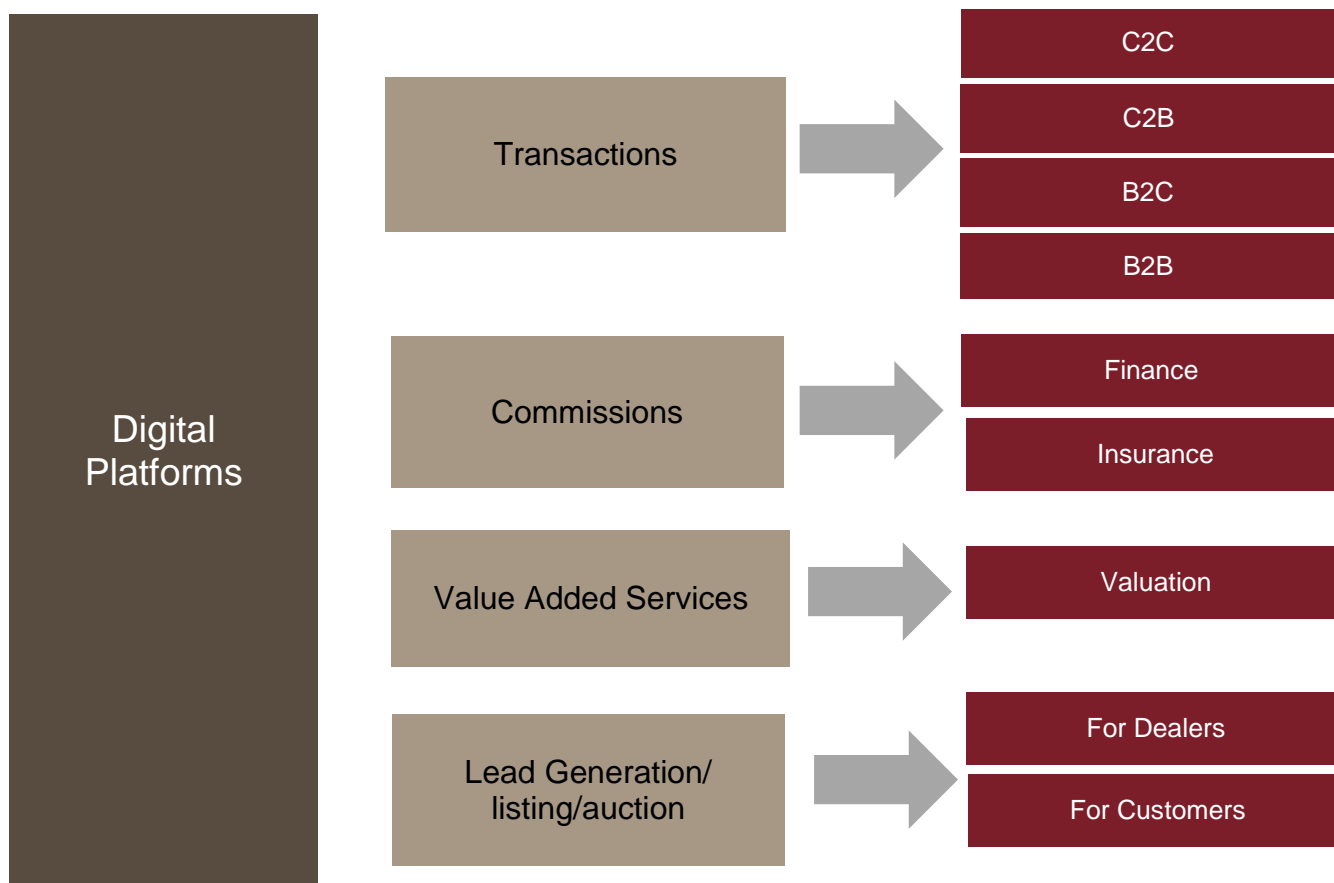 Digital
Platforms
Transactions
C2C
C2B
B2C
B2B
Commissions
Finance
Insurance
Value Added Services
Valuation
Lead Generation/
listing/auction
For Dealers
For Customers